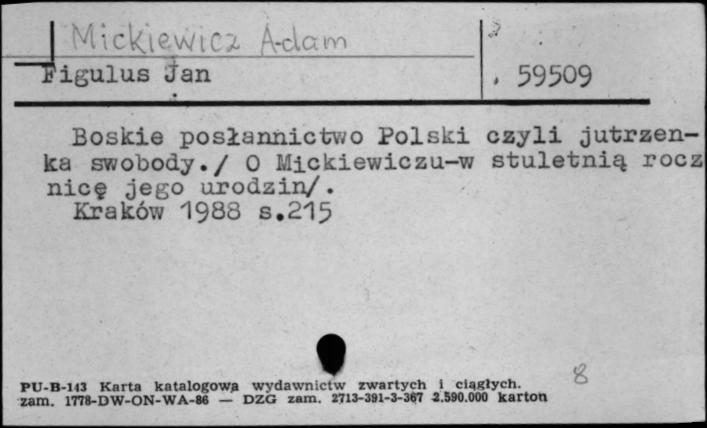 Mickiewicz Adam
Figulus Jan
59509
Boskie posłannictwo Polski czyli jutrzen-
ka swobody./ O Mickiewiczu-w stuletnią rocz
nicę jego urodzin/.
Kraków 1988 s.215
8
PU-B-143 Karta katalogowa wydawnictw zwartych i ciągłych.
zam. 1778-DW-ON-WA-86 — DZG zam. 2713-391-3-367 2.590.000 karton